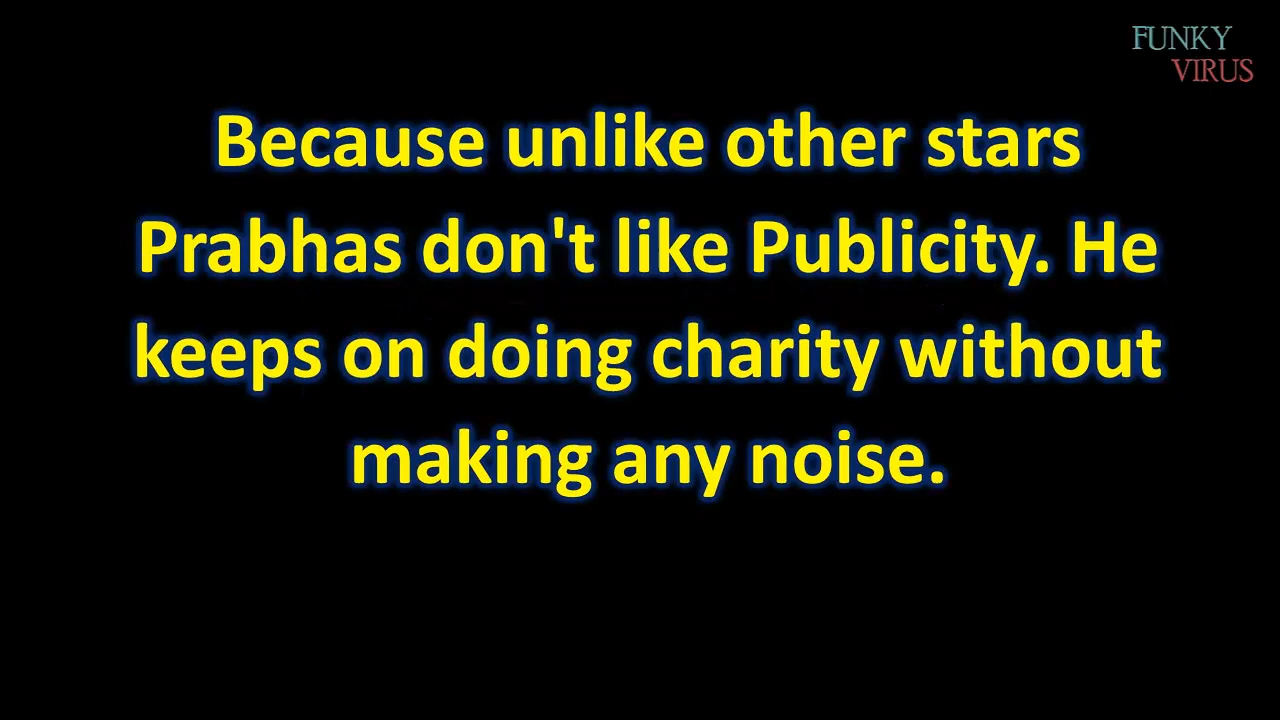 FUNKY
VIRUS
Because unlike other stars
Prabhas don't like Publicity. He
keeps on doing charity without
making any noise.